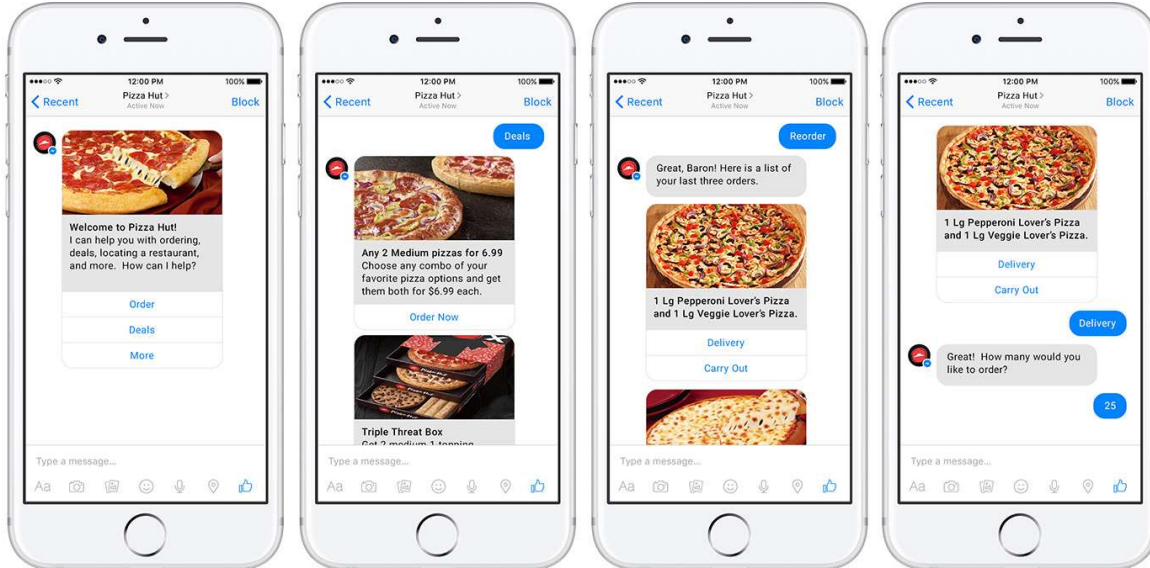 12:00 PM
100%
Recent
Pizza Hut
Active Now
Block
Welcome to Pizza Hut!
I can help you with ordering,
deals, locating a restaurant,
and more. How can I help?
Order
Deals
More
Type a message...
Aa
12:00 PM
100%
Recent
Pizza Hut
Active Now
Block
Deals
Any 2 Medium pizzas for 6.99
Choose any combo of your
favorite pizza options and get
them both for $6.99 each.
Order Now
Pizza Hut
Triple Threat Box
Get 2 medium 1-topping
Type a message...
Aa
12:00 PM
100%
Recent
Pizza Hut
Active Now
Block
Reorder
Great, Baron! Here is a list of
your last three orders.
1 Lg Pepperoni Lover's Pizza
and 1 Lg Veggie Lover's Pizza.
Delivery
Carry Out
Type a message...
Aa
12:00 PM
100%
Recent
Pizza Hut
Active Now
Block
1 Lg Pepperoni Lover's Pizza
and 1 Lg Veggie Lover's Pizza.
Delivery
Carry Out
Delivery
Great! How many would you
like to order?
25
Type a message...
Aa